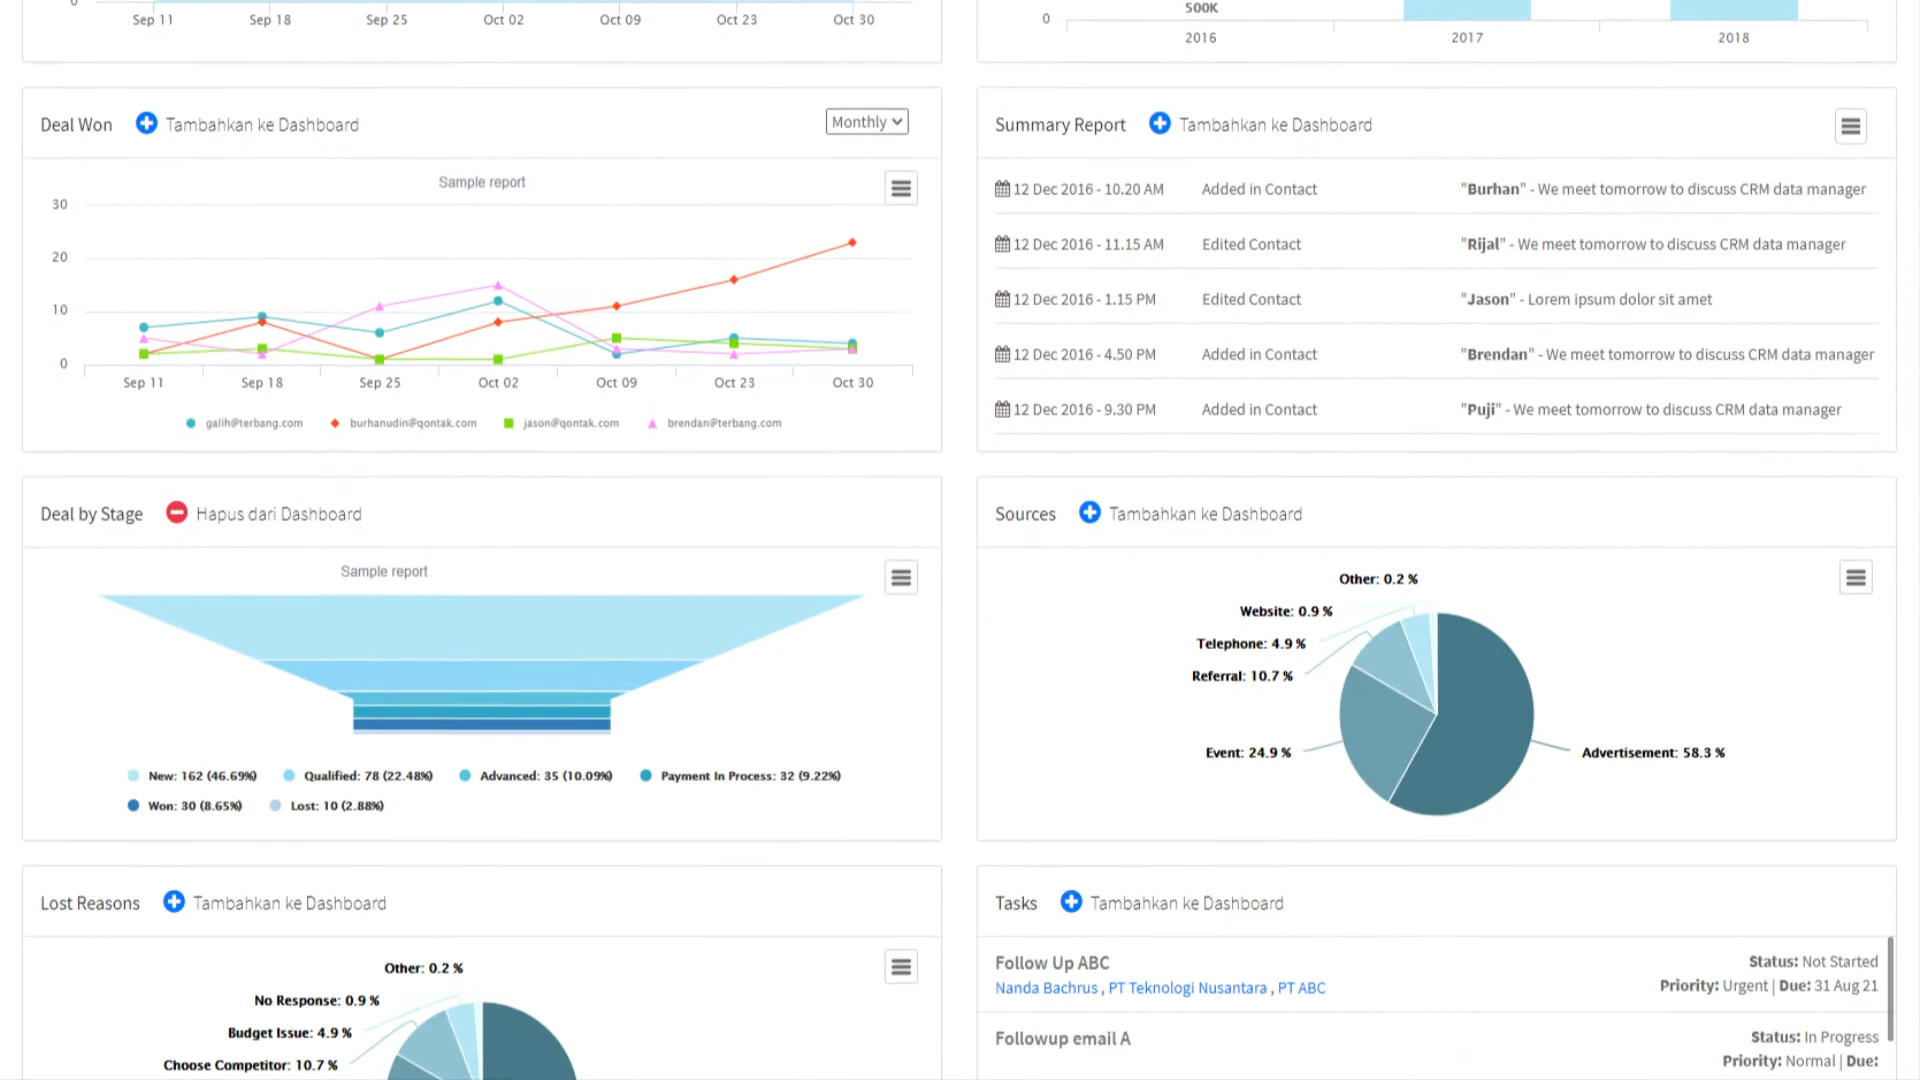 0
Sep 11 Sep 18 Sep 25 Oct 02 Oct 09 Oct 23 Oct 30
500K
0
2016 2017 2018
Deal Won Tambahkan ke Dashboard Monthly
Sample report
30
20
10
0
Sep 11 Sep 18 Sep 25 Oct 02 Oct 09 Oct 23 Oct 30
galih@terbang.com burhanudin@qontak.com jason@qontak.com brendan@terbang.com
Summary Report Tambahkan ke Dashboard
12 Dec 2016 - 10.20 AM Added in Contact "Burhan" - We meet tomorrow to discuss CRM data manager
12 Dec 2016 - 11.15 AM Edited Contact "Rijal" - We meet tomorrow to discuss CRM data manager
12 Dec 2016 - 1.15 PM Edited Contact "Jason" - Lorem ipsum dolor sit amet
12 Dec 2016 - 4.50 PM Added in Contact "Brendan" - We meet tomorrow to discuss CRM data manager
12 Dec 2016 - 9.30 PM Added in Contact "Puji" - We meet tomorrow to discuss CRM data manager
Deal by Stage Hapus dari Dashboard
Sample report
New: 162 (46.69%) Qualified: 78 (22.48%) Advanced: 35 (10.09%) Payment In Process: 32 (9.22%)
Won: 30 (8.65%) Lost: 10 (2.88%)
Sources Tambahkan ke Dashboard
Other: 0.2 %
Website: 0.9 %
Telephone: 4.9 %
Referral: 10.7 %
Event: 24.9 %
Advertisement: 58.3 %
Lost Reasons Tambahkan ke Dashboard
Other: 0.2 %
No Response: 0.9 %
Budget Issue: 4.9 %
Choose Competitor: 10.7 %
Tasks Tambahkan ke Dashboard
Follow Up ABC Status: Not Started
Nanda Bachrus , PT Teknologi Nusantara , PT ABC Priority: Urgent | Due: 31 Aug 21
Followup email A Status: In Progress
Priority: Normal | Due: